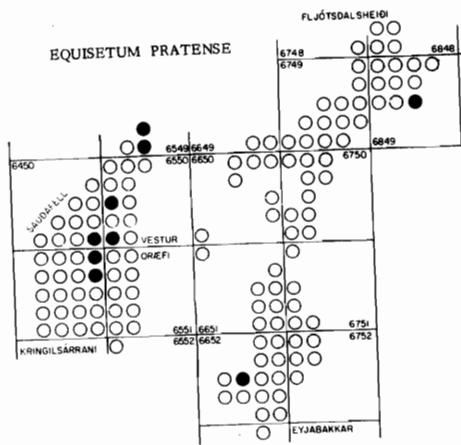 FLJÓTSDALSHEIÐI
EQUISETUM PRATENSE
6748
6848
6749
6549 6649
6750
6849
6450
6550 6650
SAUÐAFELL
VESTUR
ÖRÆFI
6551 6651
6751
6552 6652
6752
KRINGILSÁRRANI
EYJABAKKAR